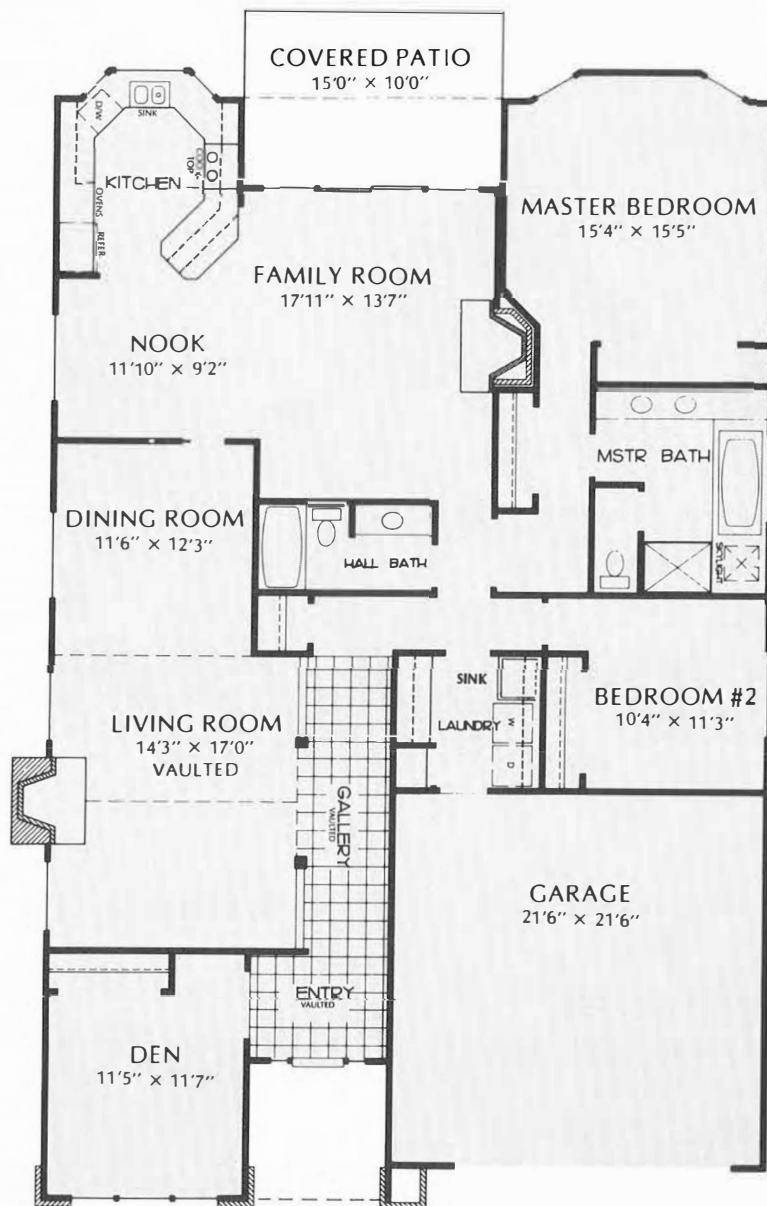 COVERED PATIO
15'0" × 10'0"
D/W
SINK
COOK
TOP
KITCHEN
OVENS
REFER
MASTER BEDROOM
15'4" × 15'5"
FAMILY ROOM
17'11" × 13'7"
NOOK
11'10" × 9'2"
MSTR BATH
DINING ROOM
11'6" × 12'3"
HALL BATH
SKYLIGHT
SINK
LAUNDRY
W
D
BEDROOM #2
10'4" × 11'3"
LIVING ROOM
14'3" × 17'0"
VAULTED
GALLERY
VAULTED
GARAGE
21'6" × 21'6"
ENTRY
VAULTED
DEN
11'5" × 11'7"